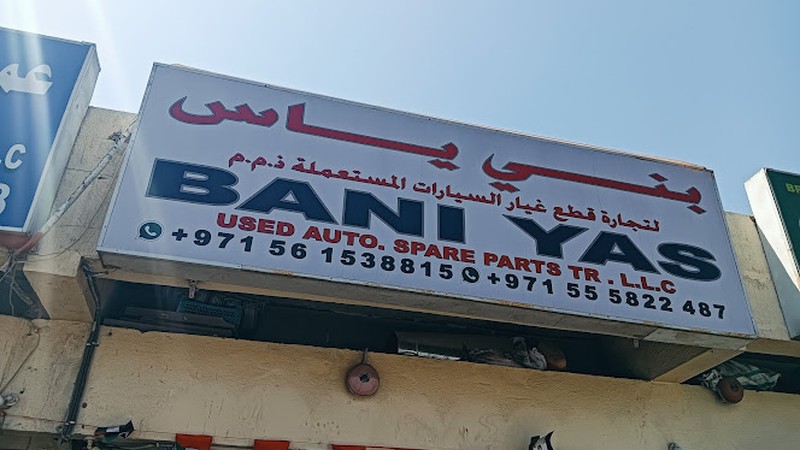 بني ياس
لتجارة قطع غيار السيارات المستعملة ذ.م.م
BANI YAS
USED AUTO. SPARE PARTS TR . L.L.C
+971 56 1538815 +971 55 5822 487